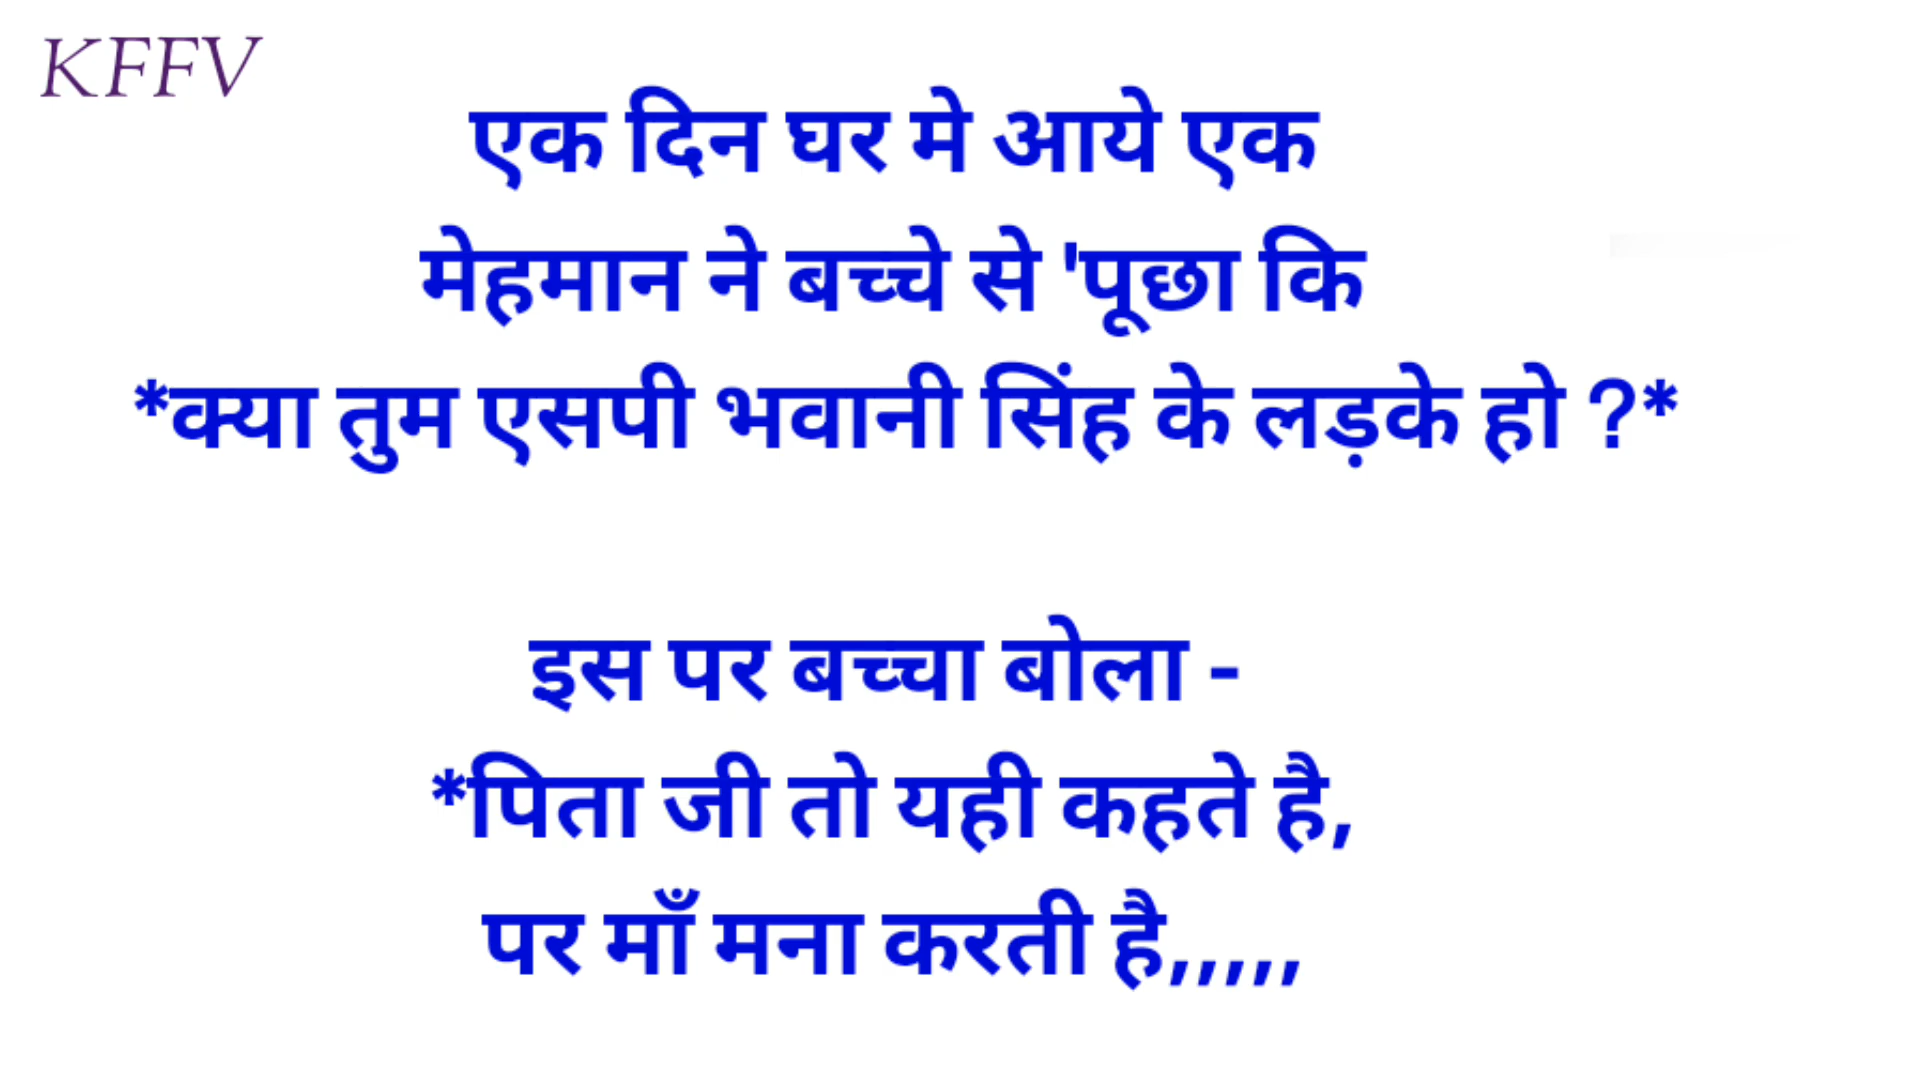 KFFV
एक दिन घर मे आये एक
मेहमान ने बच्चे से 'पूछा कि
*क्या तुम एसपी भवानी सिंह के लड़के हो ?*
इस पर बच्चा बोला -
*पिता जी तो यही कहते है,
पर माँ मना करती है,,,,,